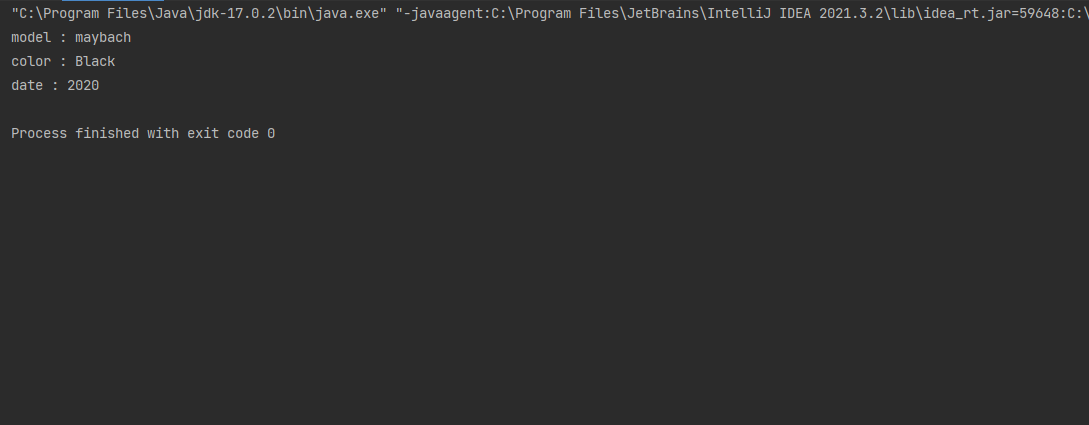 "C:\Program Files\Java\jdk-17.0.2\bin\java.exe" "-javaagent:C:\Program Files\JetBrains\IntelliJ IDEA 2021.3.2\lib\idea_rt.jar=59648:C:\
model : maybach
color : Black
date : 2020
Process finished with exit code 0